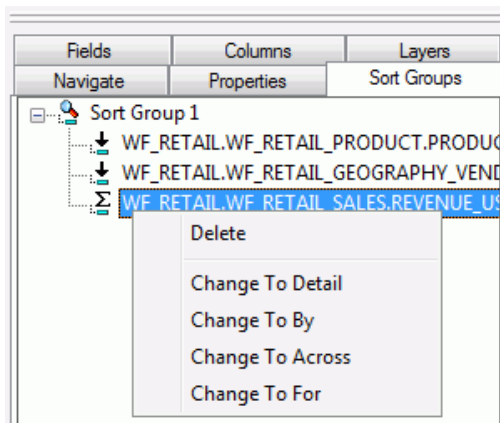 Fields Columns Layers
Navigate Properties Sort Groups
Sort Group 1
WF_RETAIL.WF_RETAIL_PRODUCT.PRODUC
WF_RETAIL.WF_RETAIL_GEOGRAPHY_VEND
WF_RETAIL.WF_RETAIL_SALES.REVENUE_US
Delete
Change To Detail
Change To By
Change To Across
Change To For